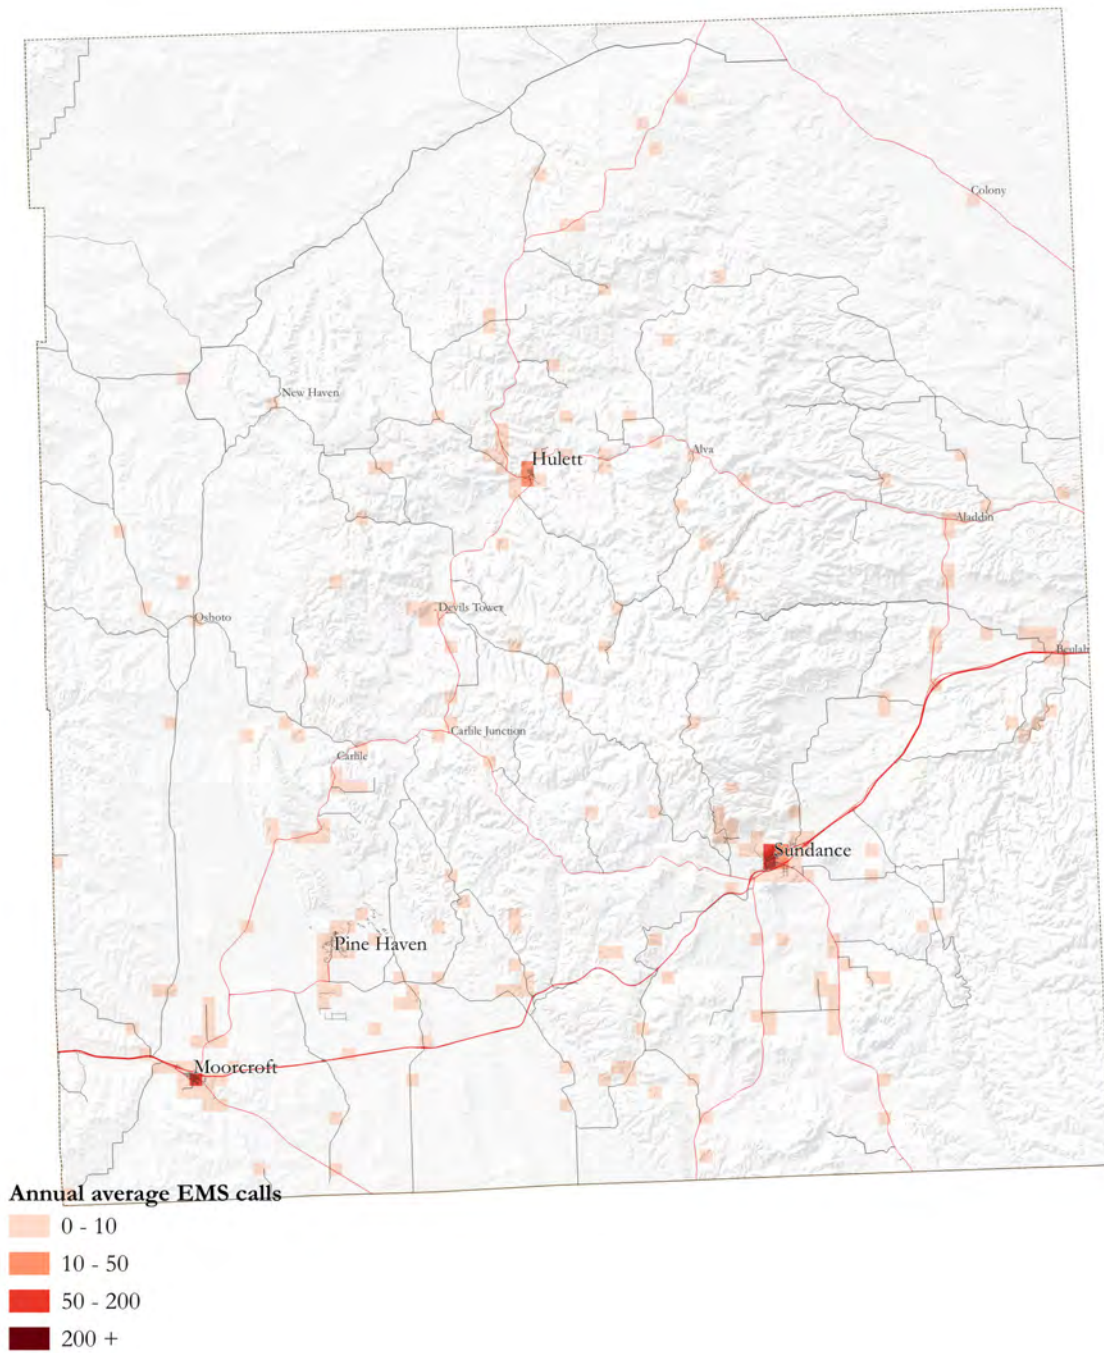 Colony
New Haven
Hulett
Alva
Aladdin
Devils Tower
Oshoto
Beulah
Carlile Junction
Carlile
Sundance
Pine Haven
Moorcroft
Annual average EMS calls
0 - 10
10 - 50
50 - 200
200 +